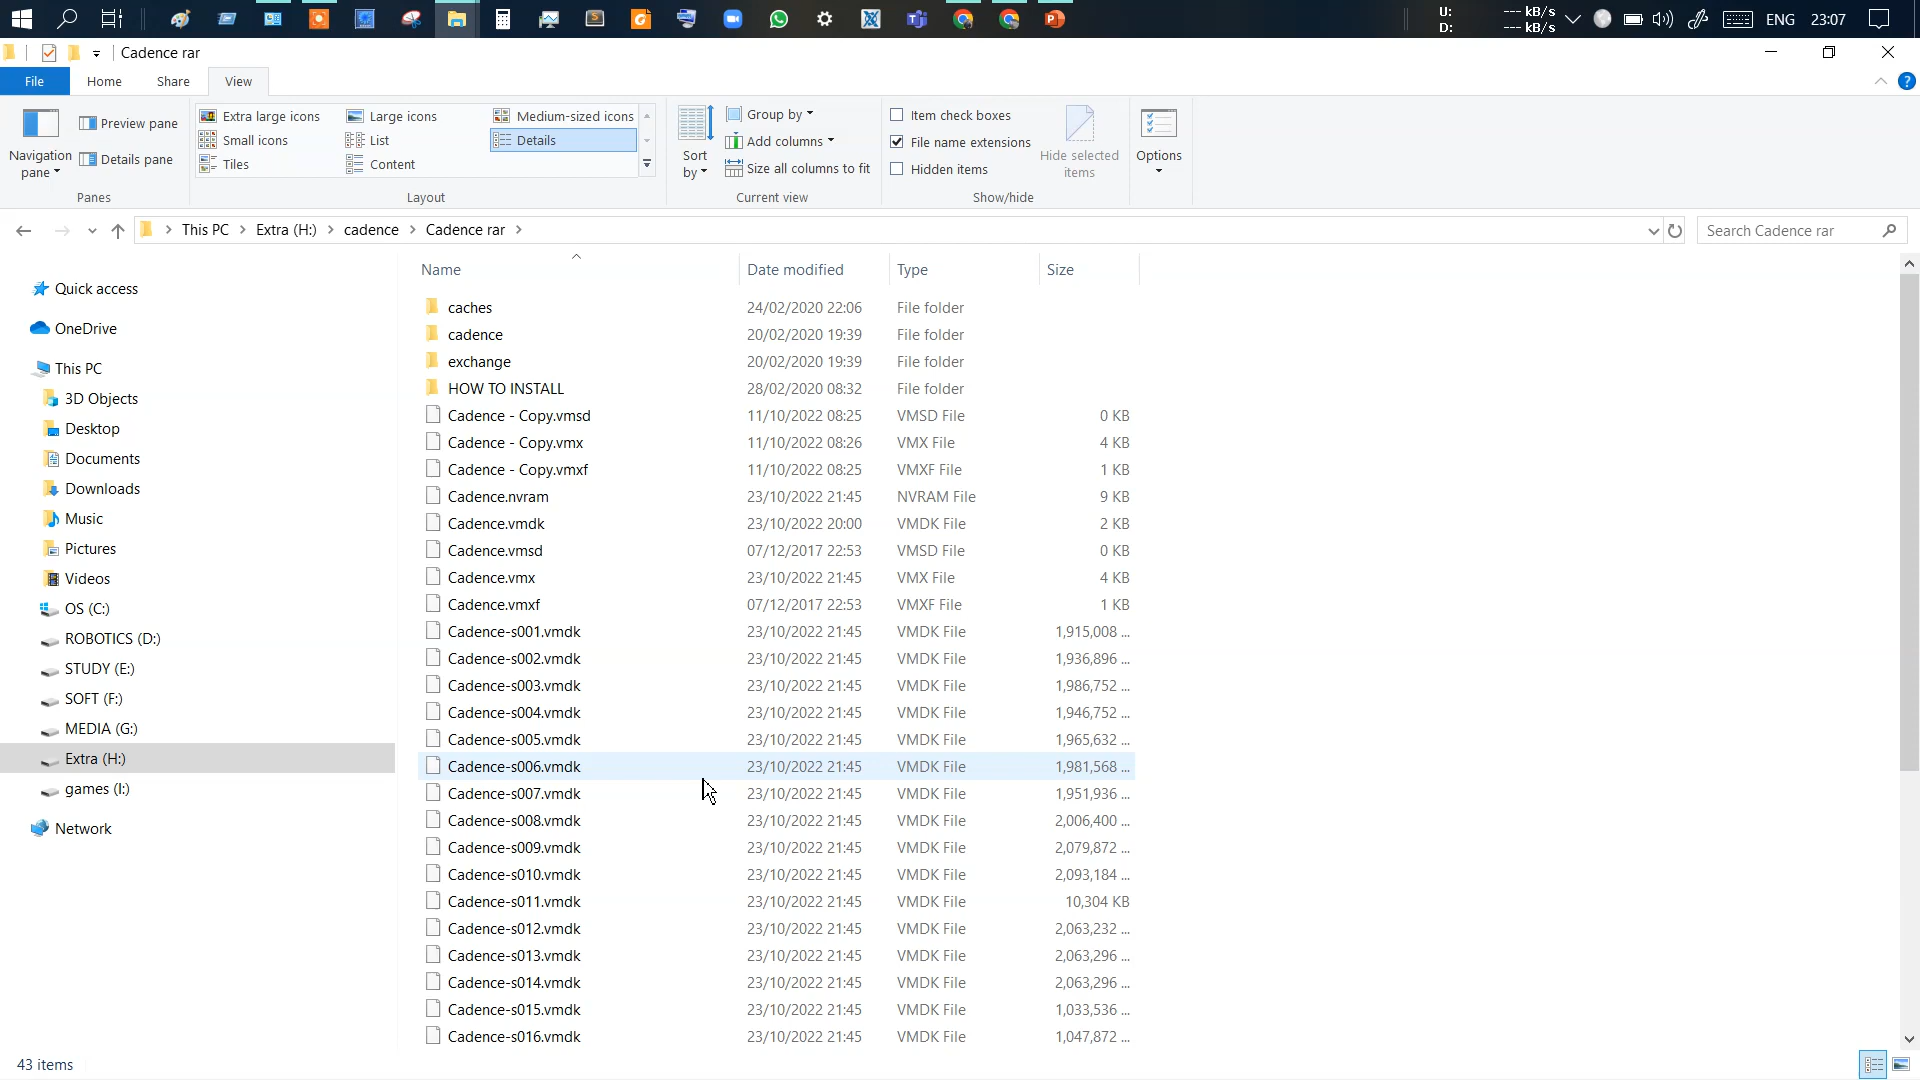 U: --- kB/s
D: --- kB/s
ENG 23:07
Cadence rar
File Home Share View
Navigation pane
Preview pane
Details pane
Panes
Extra large icons Large icons Medium-sized icons
Small icons List Details
Tiles Content
Layout
Sort by
Group by
Add columns
Size all columns to fit
Current view
Item check boxes
File name extensions
Hidden items
Hide selected items
Show/hide
Options
This PC > Extra (H:) > cadence > Cadence rar >
Search Cadence rar
Quick access
OneDrive
This PC
3D Objects
Desktop
Documents
Downloads
Music
Pictures
Videos
OS (C:)
ROBOTICS (D:)
STUDY (E:)
SOFT (F:)
MEDIA (G:)
Extra (H:)
games (I:)
Network
Name Date modified Type Size
caches 24/02/2020 22:06 File folder
cadence 20/02/2020 19:39 File folder
exchange 20/02/2020 19:39 File folder
HOW TO INSTALL 28/02/2020 08:32 File folder
Cadence - Copy.vmsd 11/10/2022 08:25 VMSD File 0 KB
Cadence - Copy.vmx 11/10/2022 08:26 VMX File 4 KB
Cadence - Copy.vmxf 11/10/2022 08:25 VMXF File 1 KB
Cadence.nvram 23/10/2022 21:45 NVRAM File 9 KB
Cadence.vmdk 23/10/2022 20:00 VMDK File 2 KB
Cadence.vmsd 07/12/2017 22:53 VMSD File 0 KB
Cadence.vmx 23/10/2022 21:45 VMX File 4 KB
Cadence.vmxf 07/12/2017 22:53 VMXF File 1 KB
Cadence-s001.vmdk 23/10/2022 21:45 VMDK File 1,915,008 ...
Cadence-s002.vmdk 23/10/2022 21:45 VMDK File 1,936,896 ...
Cadence-s003.vmdk 23/10/2022 21:45 VMDK File 1,986,752 ...
Cadence-s004.vmdk 23/10/2022 21:45 VMDK File 1,946,752 ...
Cadence-s005.vmdk 23/10/2022 21:45 VMDK File 1,965,632 ...
Cadence-s006.vmdk 23/10/2022 21:45 VMDK File 1,981,568 ...
Cadence-s007.vmdk 23/10/2022 21:45 VMDK File 1,951,936 ...
Cadence-s008.vmdk 23/10/2022 21:45 VMDK File 2,006,400 ...
Cadence-s009.vmdk 23/10/2022 21:45 VMDK File 2,079,872 ...
Cadence-s010.vmdk 23/10/2022 21:45 VMDK File 2,093,184 ...
Cadence-s011.vmdk 23/10/2022 21:45 VMDK File 10,304 KB
Cadence-s012.vmdk 23/10/2022 21:45 VMDK File 2,063,232 ...
Cadence-s013.vmdk 23/10/2022 21:45 VMDK File 2,063,296 ...
Cadence-s014.vmdk 23/10/2022 21:45 VMDK File 2,063,296 ...
Cadence-s015.vmdk 23/10/2022 21:45 VMDK File 1,033,536 ...
Cadence-s016.vmdk 23/10/2022 21:45 VMDK File 1,047,872 ...
43 items